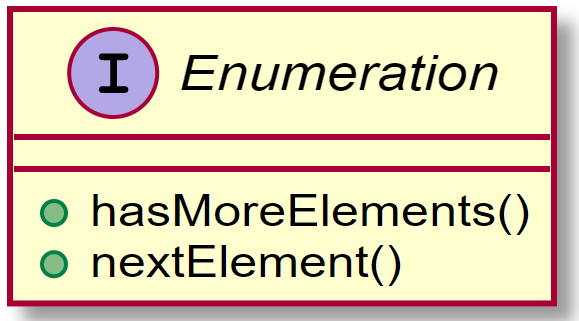 I Enumeration
hasMoreElements()
nextElement()